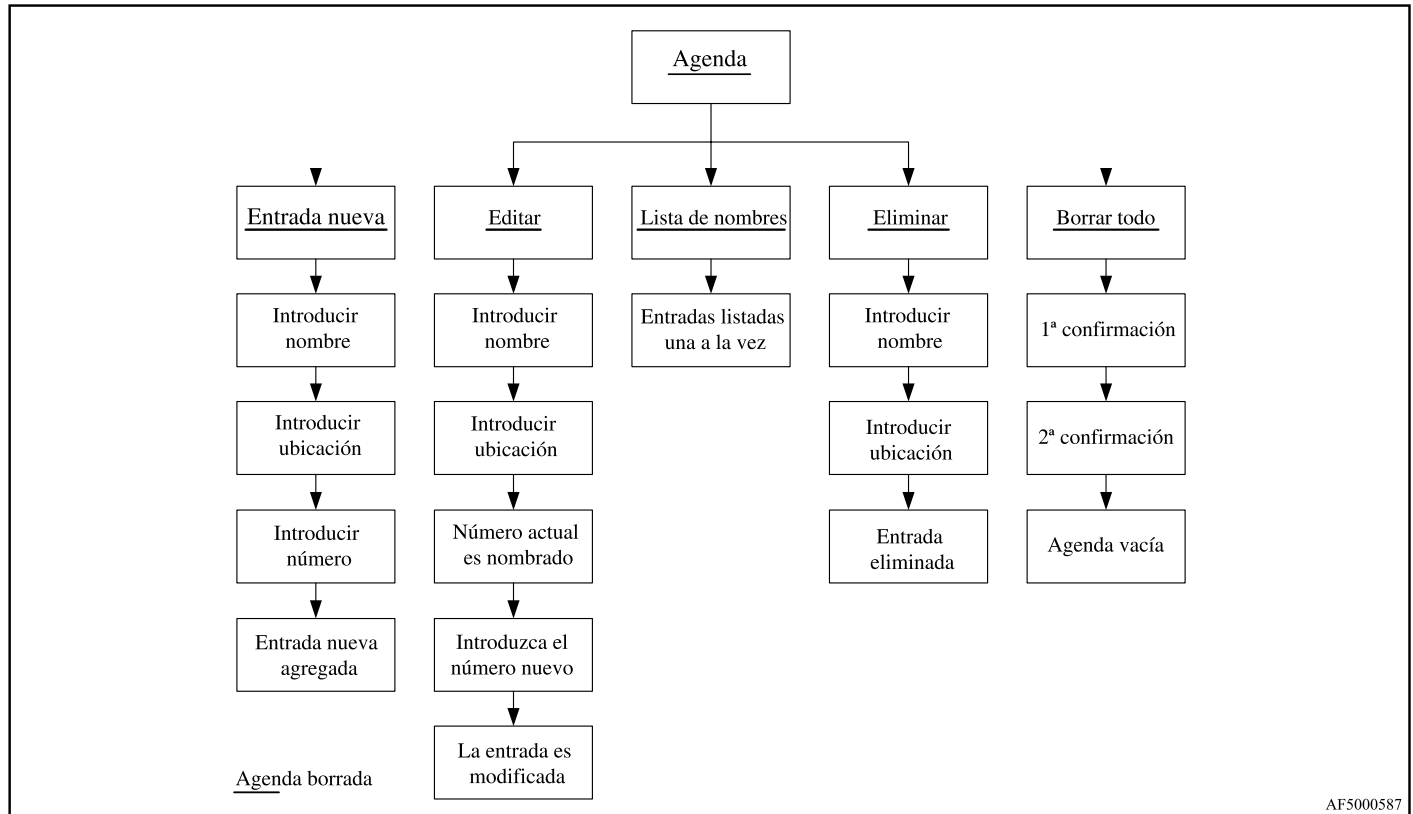 Agenda
Entrada nueva
Editar
Lista de nombres
Eliminar
Borrar todo
Introducir
nombre
Introducir
nombre
Entradas listadas
una a la vez
Introducir
nombre
1ª confirmación
Introducir
ubicación
Introducir
ubicación
Introducir
ubicación
2ª confirmación
Introducir
número
Número actual
es nombrado
Entrada
eliminada
Agenda vacía
Entrada nueva
agregada
Introduzca el
número nuevo
La entrada es
modificada
Agenda borrada
AF5000587